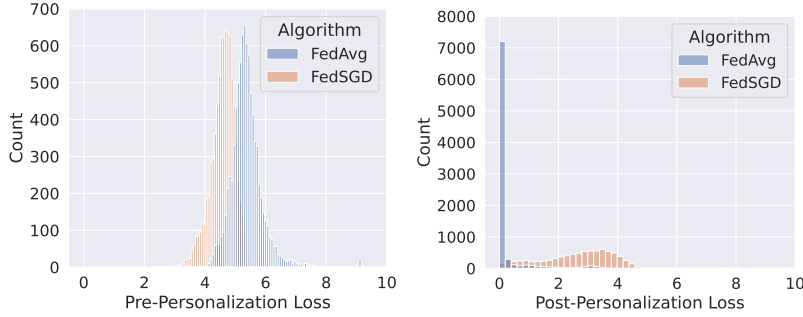 700
600
500
400
300
200
100
0
Count
Algorithm
FedAvg
FedSGD
0 2 4 6 8 10
Pre-Personalization Loss
8000
7000
6000
5000
4000
3000
2000
1000
0
Count
Algorithm
FedAvg
FedSGD
0 2 4 6 8 10
Post-Personalization Loss